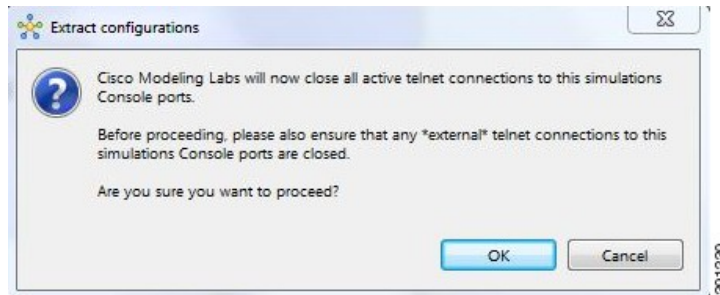 Extract configurations
Cisco Modeling Labs will now close all active telnet connections to this simulations
Console ports.
Before proceeding, please also ensure that any *external* telnet connections to this
simulations Console ports are closed.
Are you sure you want to proceed?
OK
Cancel